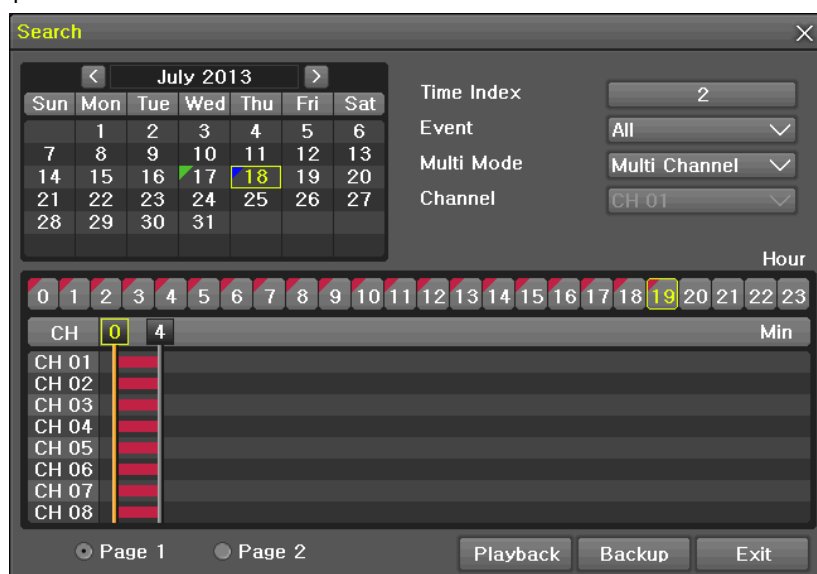 Search
July 2013
Sun Mon Tue Wed Thu Fri Sat
1 2 3 4 5 6
7 8 9 10 11 12 13
14 15 16 17 18 19 20
21 22 23 24 25 26 27
28 29 30 31
Time Index 2
Event All
Multi Mode Multi Channel
Channel CH 01
Hour
0 1 2 3 4 5 6 7 8 9 10 11 12 13 14 15 16 17 18 19 20 21 22 23
CH 0 4 Min
CH 01
CH 02
CH 03
CH 04
CH 05
CH 06
CH 07
CH 08
Page 1 Page 2 Playback Backup Exit